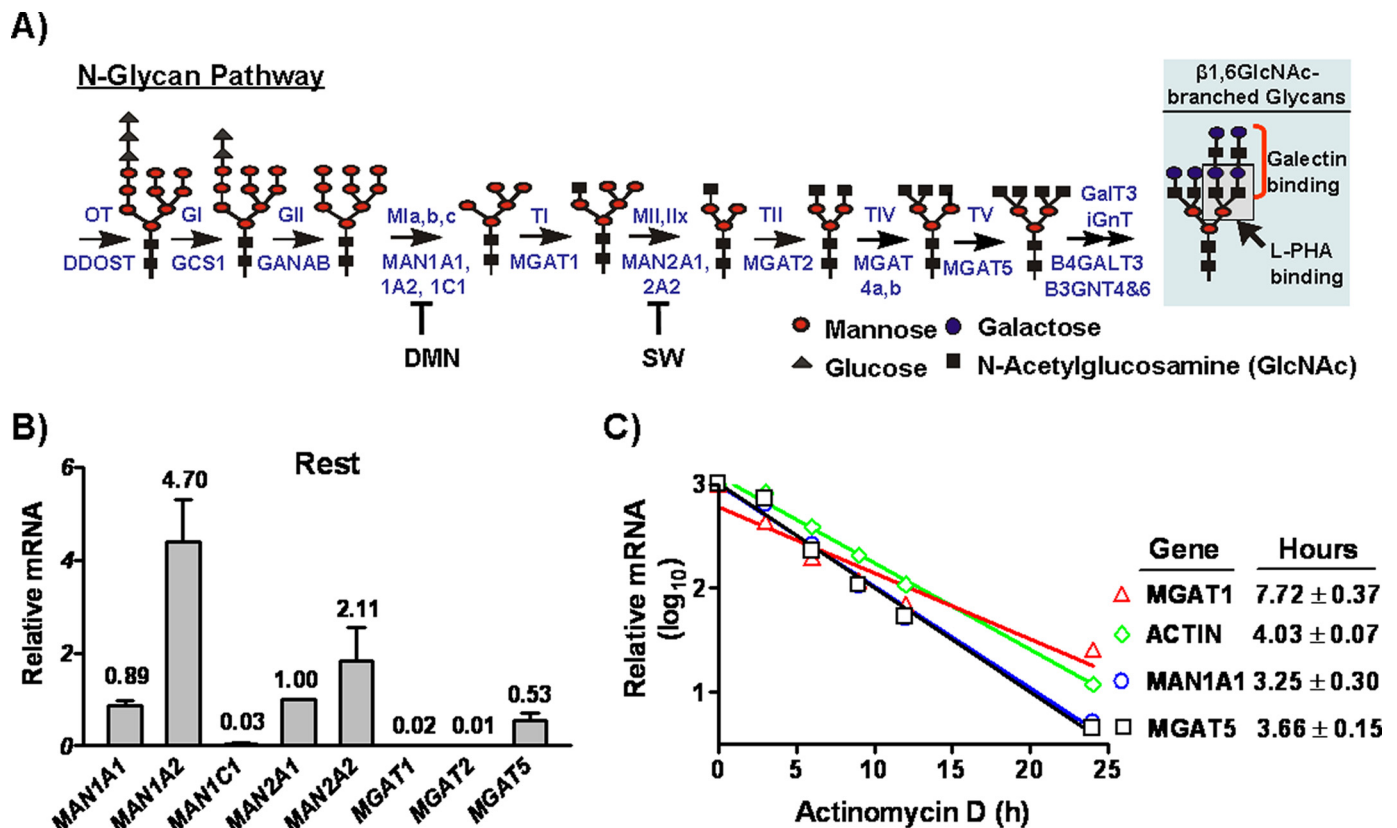 A)
N-Glycan Pathway
OT
DDOST
GI
GCS1
GII
GANAB
MIa,b,c
MAN1A1,
1A2, 1C1
DMN
TI
MGAT1
MII,IIx
MAN2A1,
2A2
SW
TII
MGAT2
TIV
MGAT
4a,b
TV
MGAT5
GalT3
iGnT
B4GALT3
B3GNT4&6
β1,6GlcNAc-
branched Glycans
Galectin
binding
L-PHA
binding
Mannose
Galactose
Glucose
N-Acetylglucosamine (GlcNAc)
B)
Rest
Relative mRNA
6
4
2
0
0.89
4.70
0.03
1.00
2.11
0.02
0.01
0.53
MAN1A1
MAN1A2
MAN1C1
MAN2A1
MAN2A2
MGAT1
MGAT2
MGAT5
C)
Relative mRNA
(log10)
3
2
1
0
5
10
15
20
25
Actinomycin D (h)
Gene Hours
MGAT1 7.72 ± 0.37
ACTIN 4.03 ± 0.07
MAN1A1 3.25 ± 0.30
MGAT5 3.66 ± 0.15